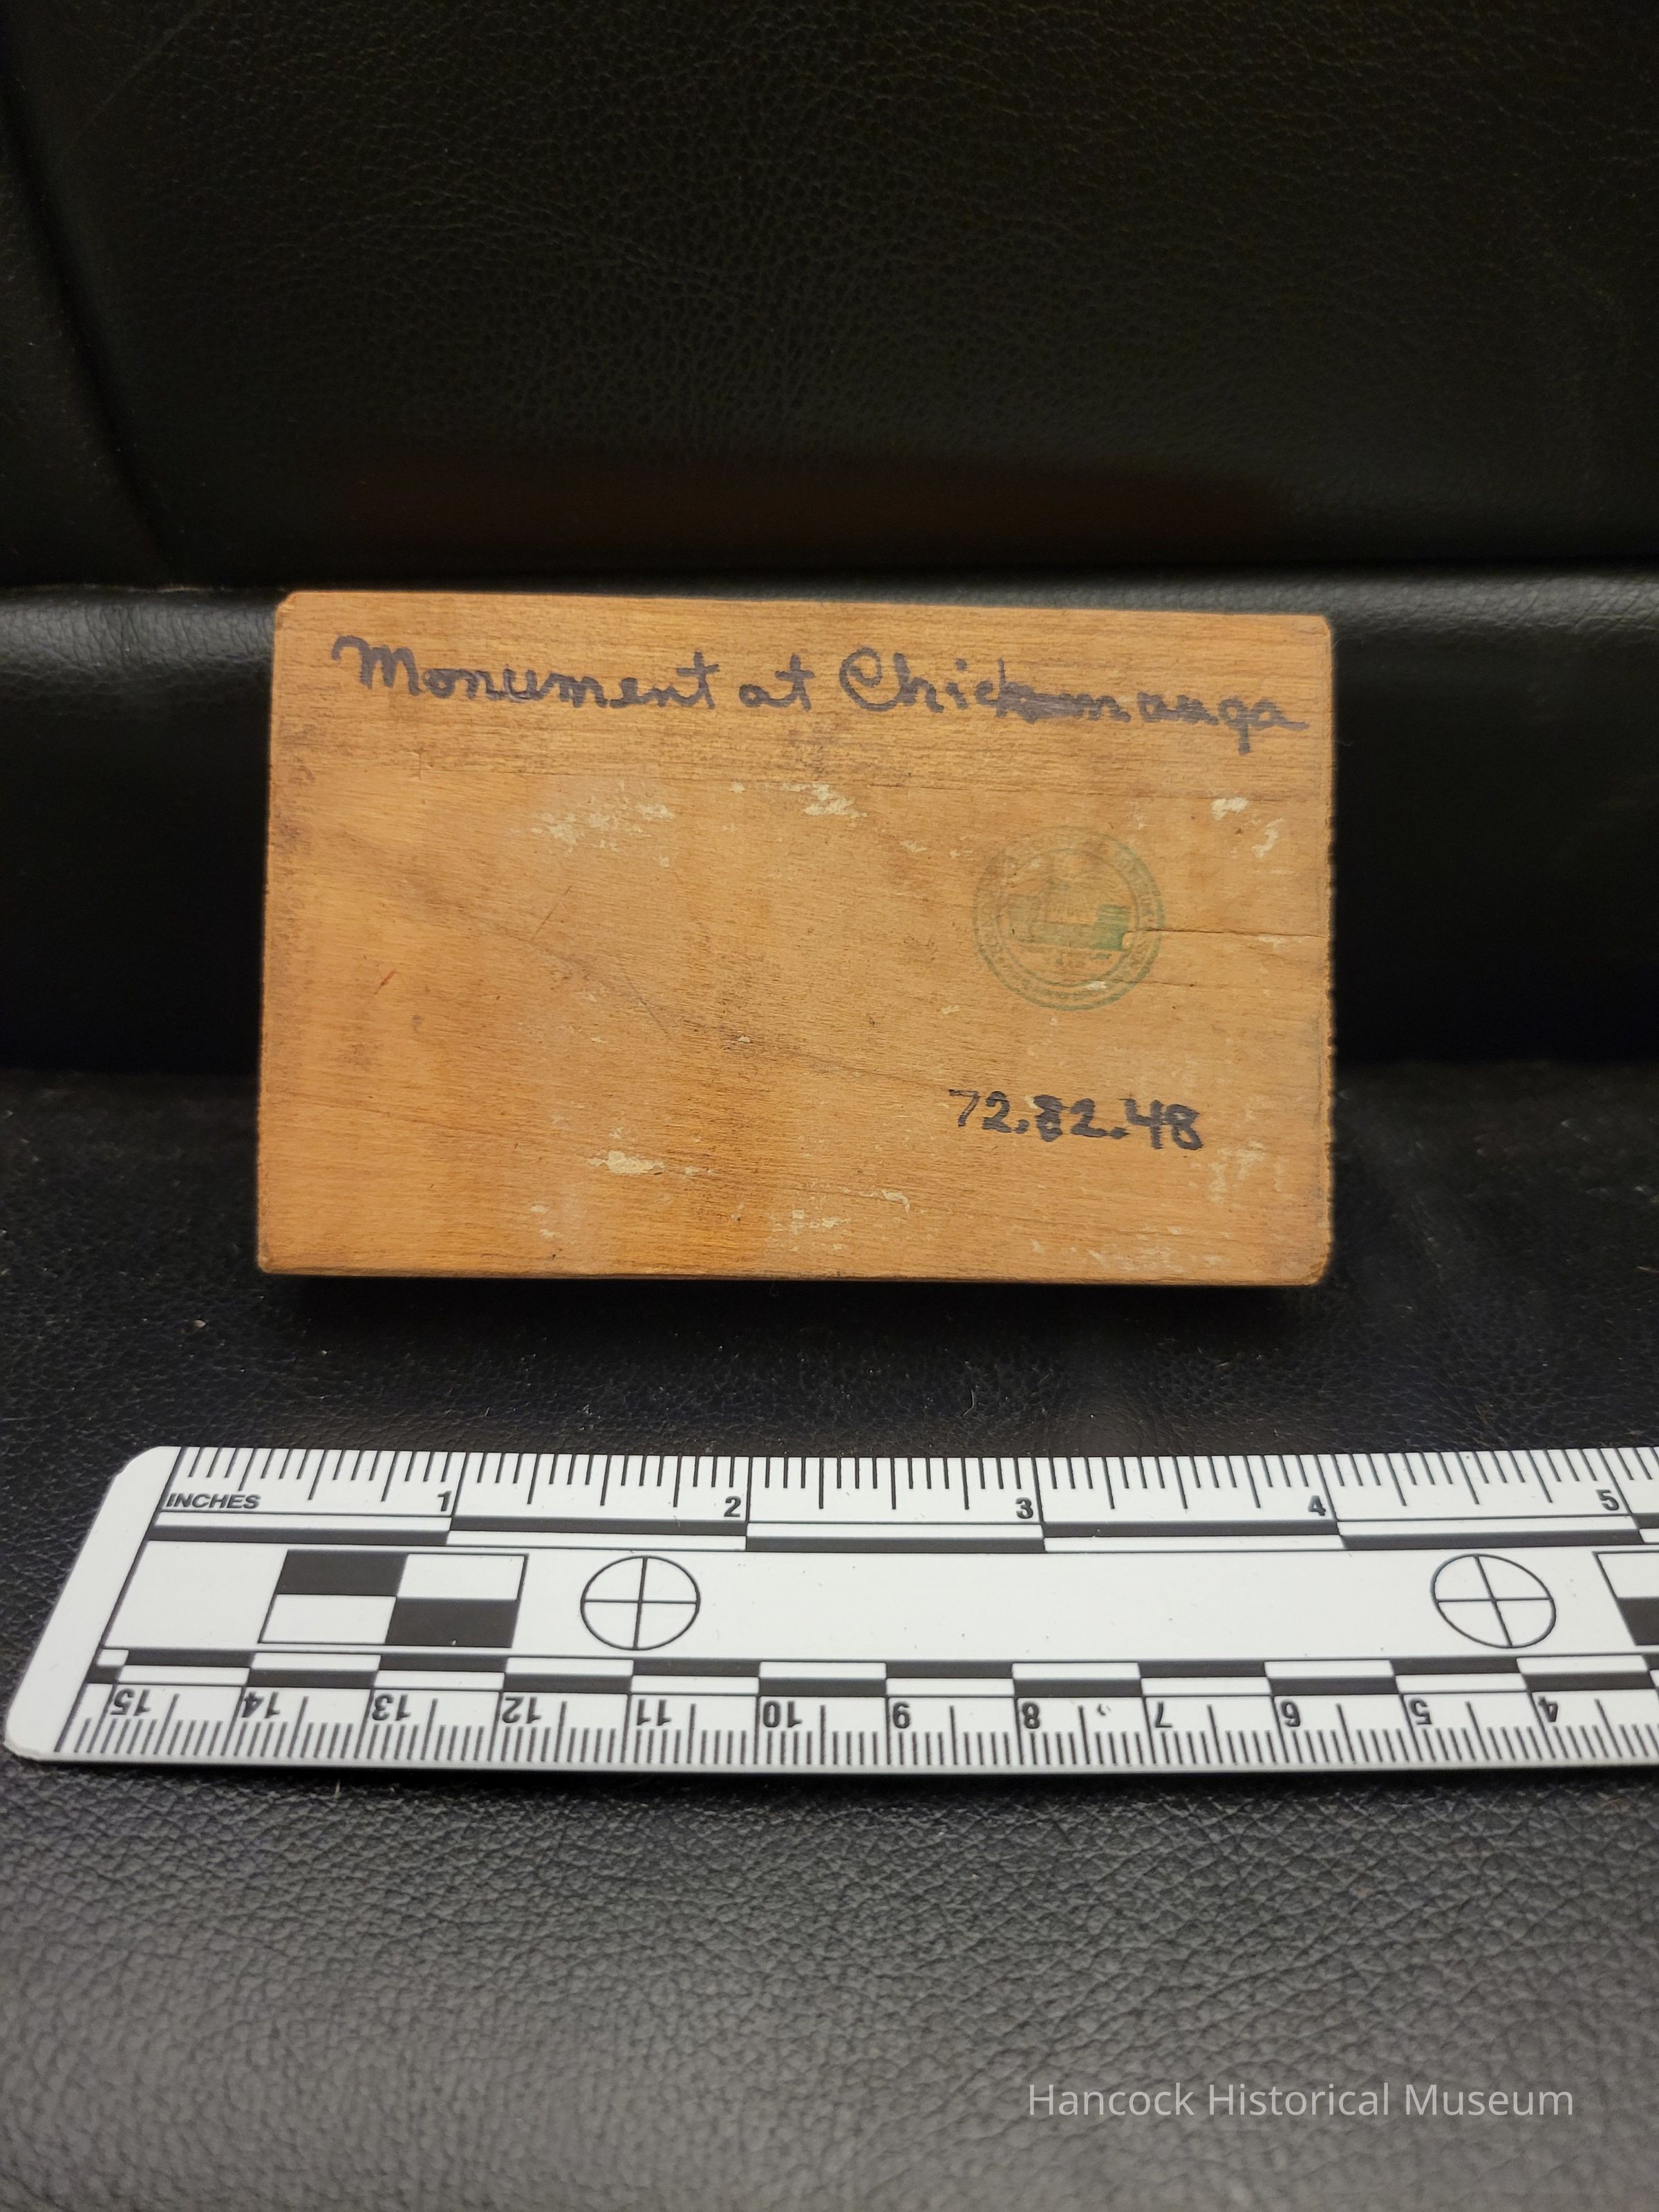 Monument at Chickamauga
72.82.48
INCHES 1 2 3 4 5
15 14 13 12 11 10 9 8 7 6 5 4
Hancock Historical Museum